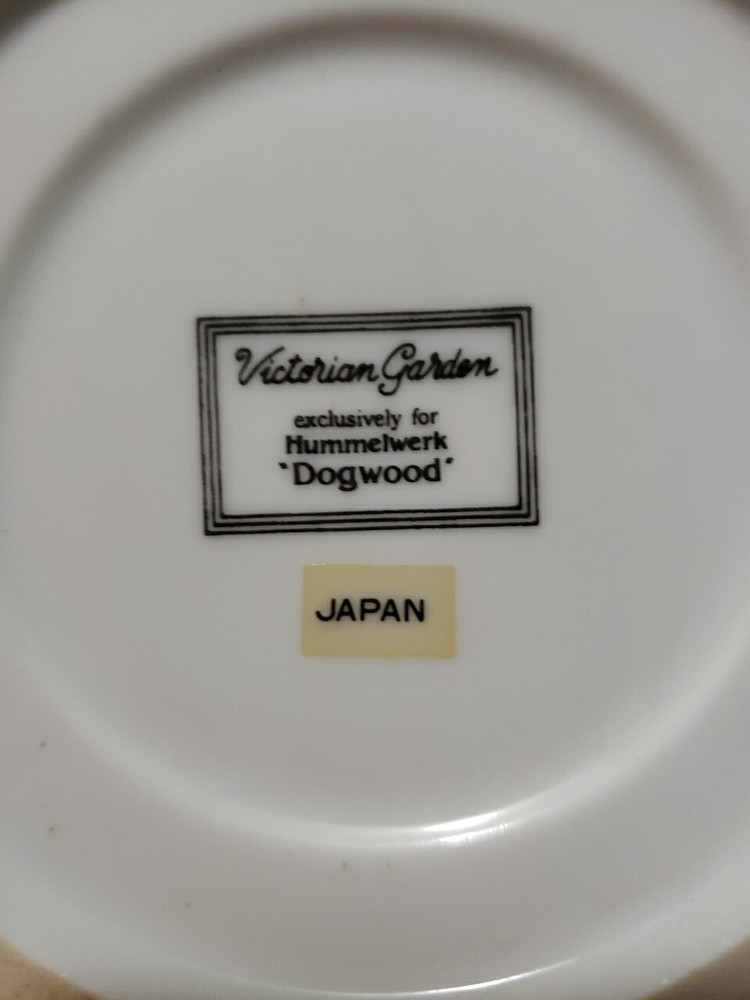 Victorian Garden
exclusively for
Hummelwerk
"Dogwood"
JAPAN